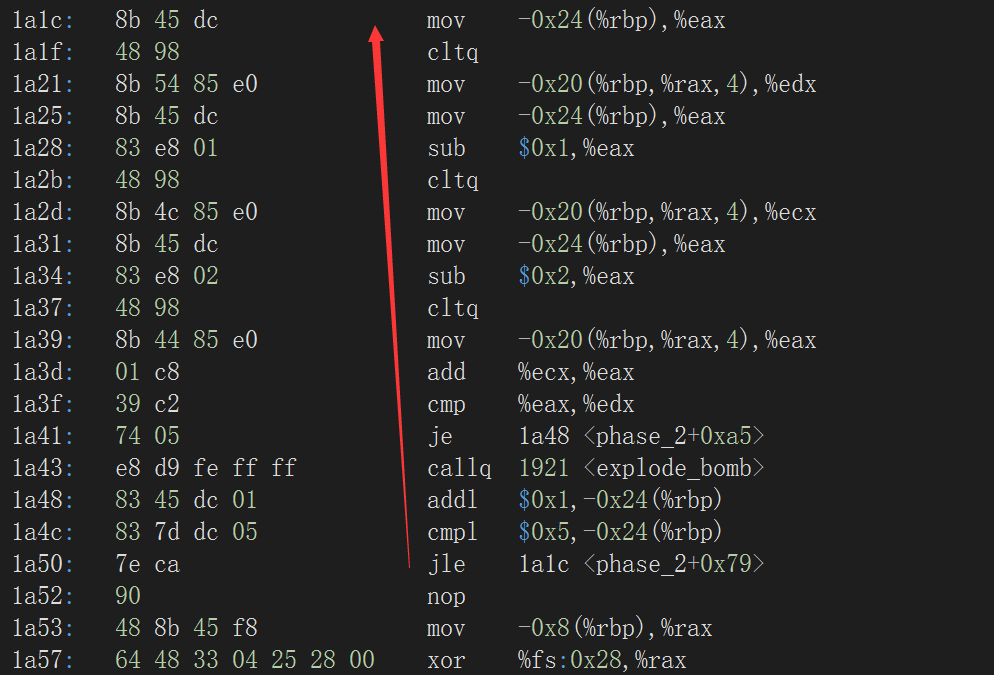 1a1c: 8b 45 dc mov -0x24(%rbp),%eax
1a1f: 48 98 cltq
1a21: 8b 54 85 e0 mov -0x20(%rbp,%rax,4),%edx
1a25: 8b 45 dc mov -0x24(%rbp),%eax
1a28: 83 e8 01 sub $0x1,%eax
1a2b: 48 98 cltq
1a2d: 8b 4c 85 e0 mov -0x20(%rbp,%rax,4),%ecx
1a31: 8b 45 dc mov -0x24(%rbp),%eax
1a34: 83 e8 02 sub $0x2,%eax
1a37: 48 98 cltq
1a39: 8b 44 85 e0 mov -0x20(%rbp,%rax,4),%eax
1a3d: 01 c8 add %ecx,%eax
1a3f: 39 c2 cmp %eax,%edx
1a41: 74 05 je 1a48 <phase_2+0xa5>
1a43: e8 d9 fe ff ff callq 1921 <explode_bomb>
1a48: 83 45 dc 01 addl $0x1,-0x24(%rbp)
1a4c: 83 7d dc 05 cmpl $0x5,-0x24(%rbp)
1a50: 7e ca jle 1a1c <phase_2+0x79>
1a52: 90 nop
1a53: 48 8b 45 f8 mov -0x8(%rbp),%rax
1a57: 64 48 33 04 25 28 00 xor %fs:0x28,%rax